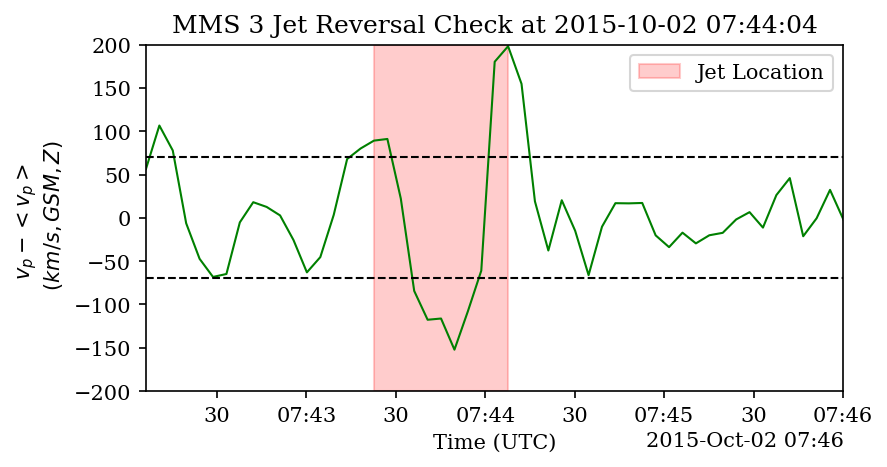 MMS 3 Jet Reversal Check at 2015-10-02 07:44:04
200
150
100
50
0
−50
−100
−150
−200
v_p − < v_p >
(km/s, GSM, Z)
Jet Location
30
07:43
30
07:44
30
07:45
30
07:46
Time (UTC)
2015-Oct-02 07:46